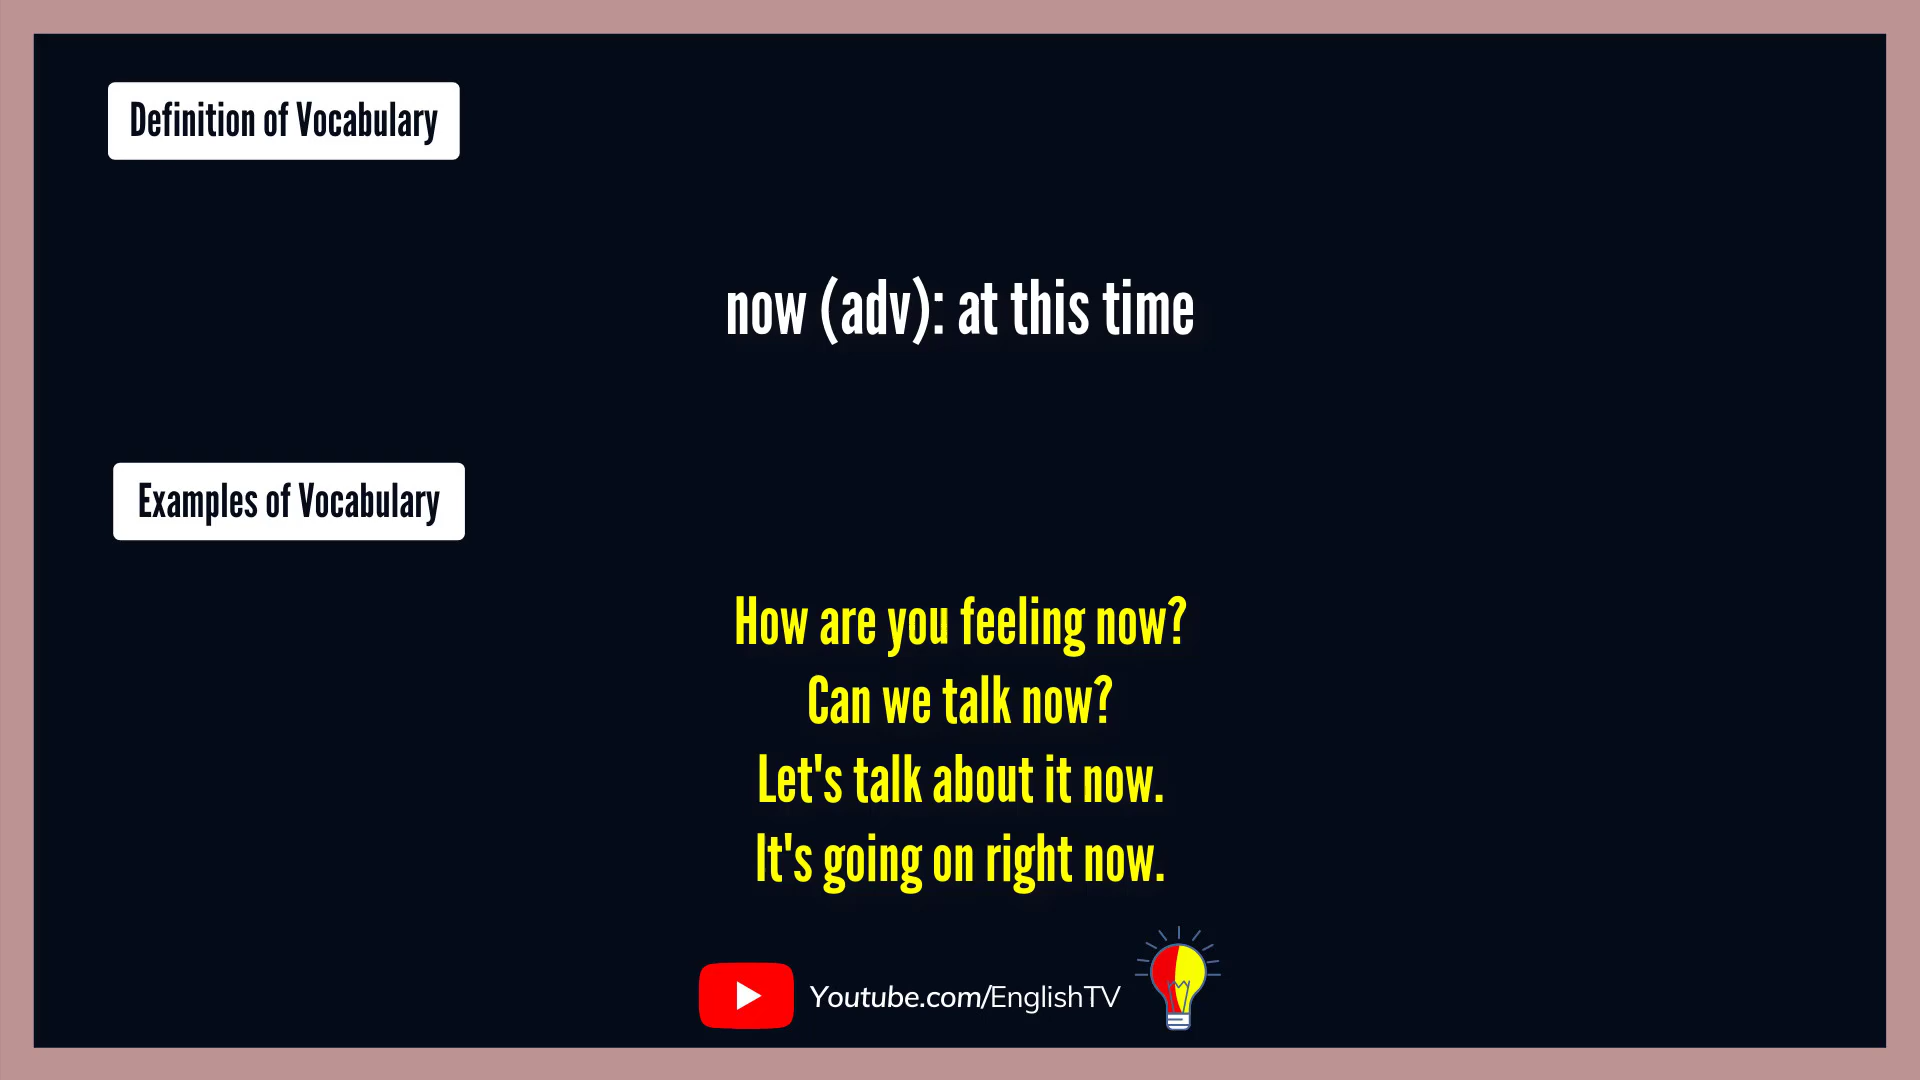 Definition of Vocabulary
now (adv): at this time
Examples of Vocabulary
How are you feeling now?
Can we talk now?
Let's talk about it now.
It's going on right now.
Youtube.com/EnglishTV